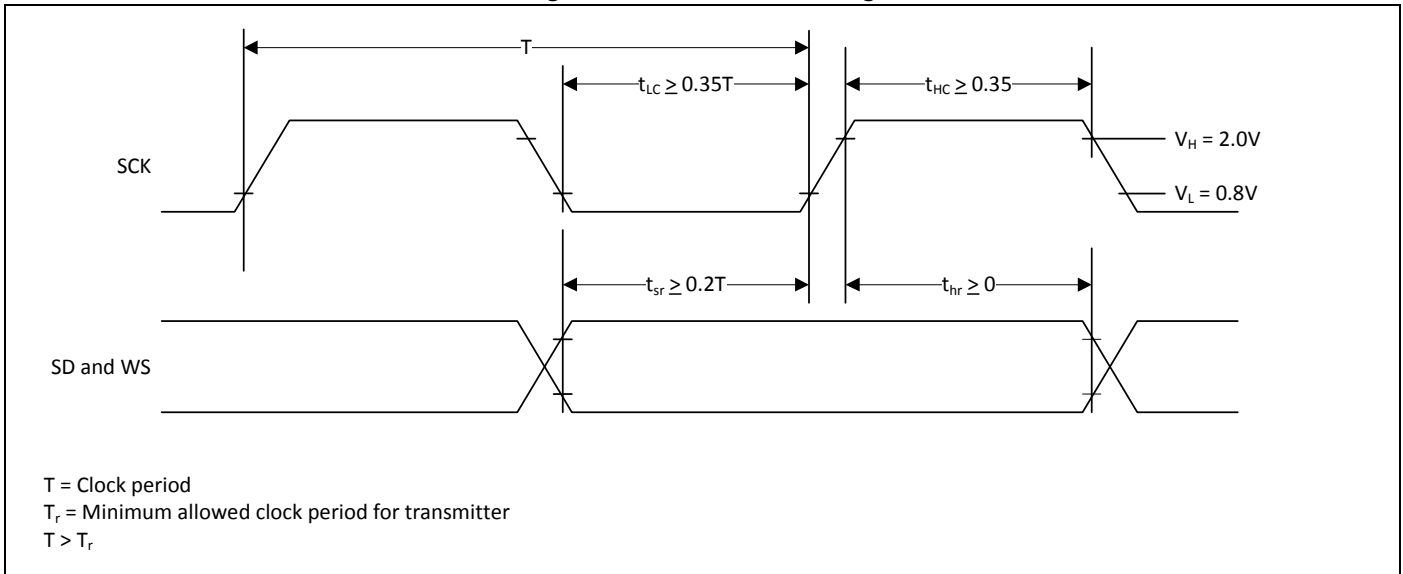 T
t_LC ≥ 0.35T
t_HC ≥ 0.35
SCK
V_H = 2.0V
V_L = 0.8V
t_sr ≥ 0.2T
t_hr ≥ 0
SD and WS
T = Clock period
T_r = Minimum allowed clock period for transmitter
T > T_r